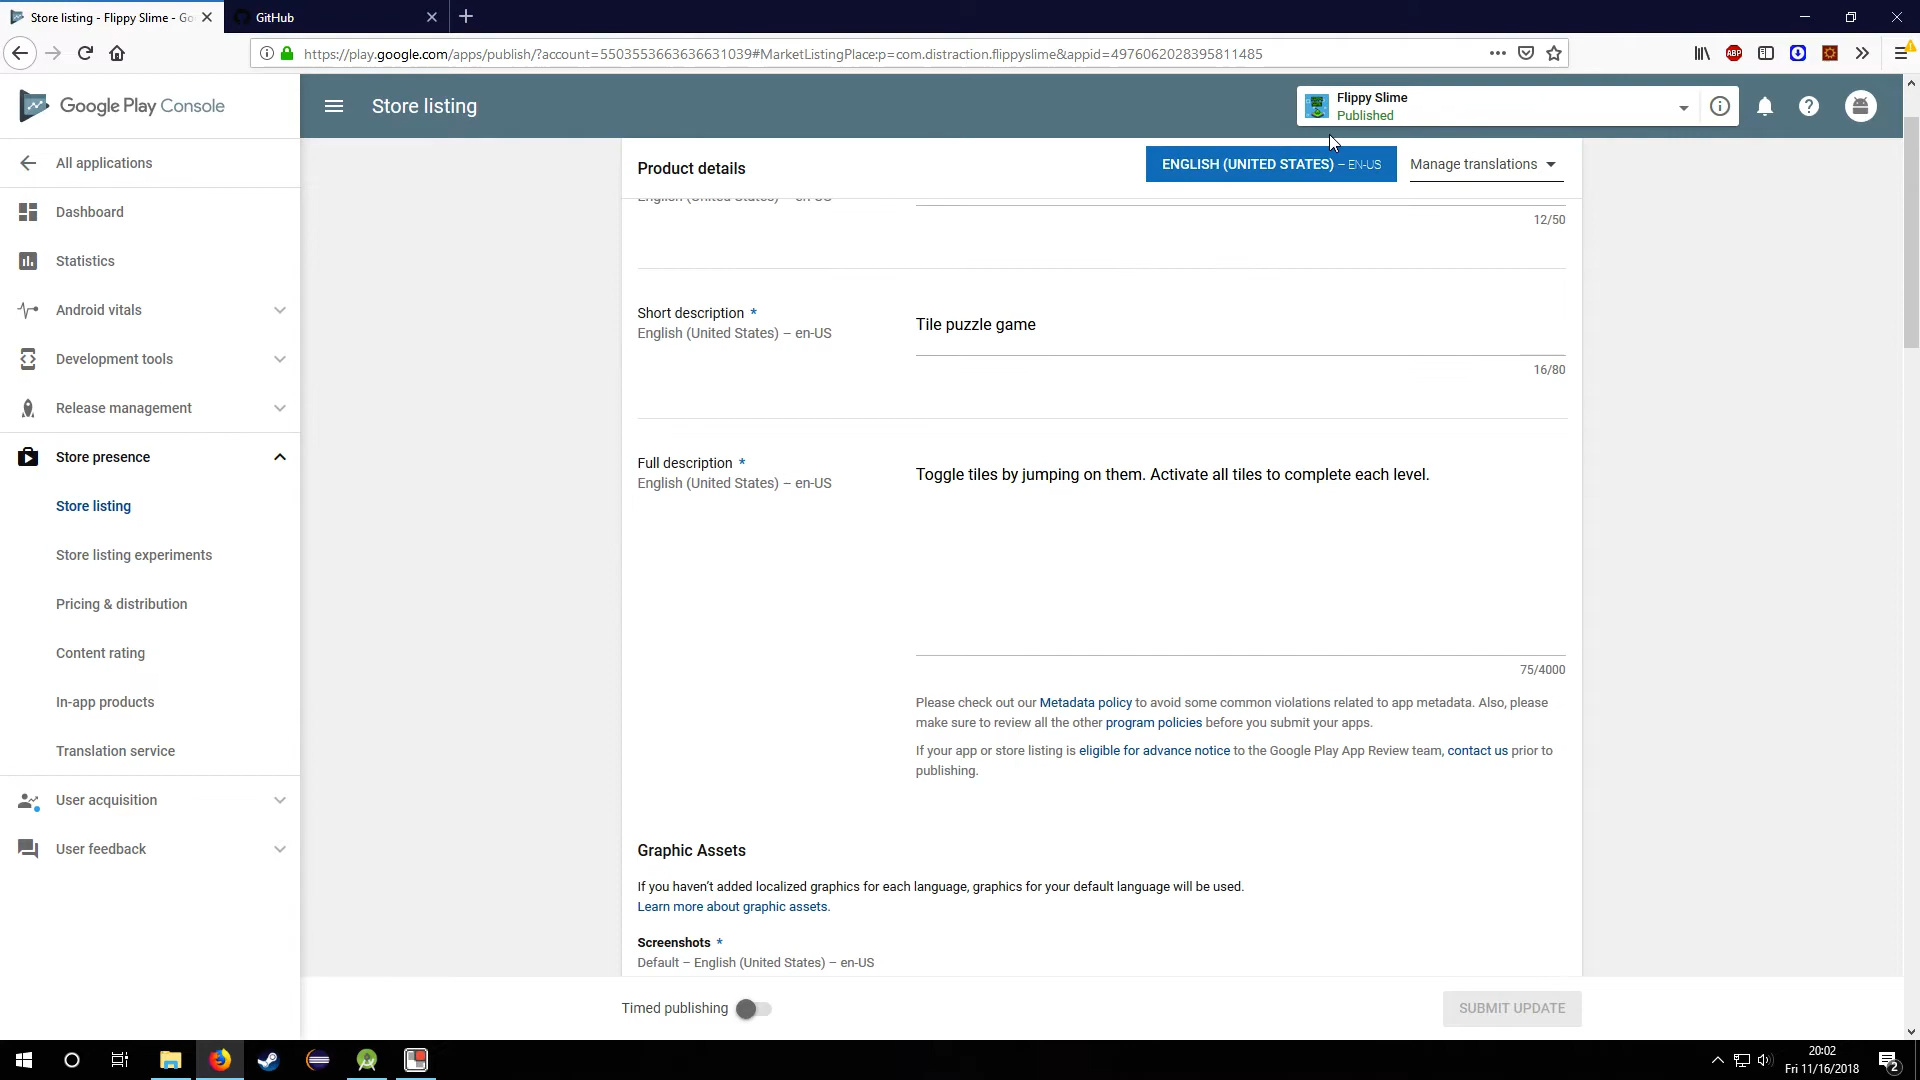 Store listing - Flippy Slime - Go
GitHub
https://play.google.com/apps/publish/?account=5503553663636631039#MarketListingPlace:p=com.distraction.flippyslime&appid=4976062028395811485
ABP
Google Play Console
Store listing
Flippy Slime
Published
All applications
Dashboard
Statistics
Android vitals
Development tools
Release management
Store presence
Store listing
Store listing experiments
Pricing & distribution
Content rating
In-app products
Translation service
User acquisition
User feedback
Product details
ENGLISH (UNITED STATES) – EN-US
Manage translations
English (United States) – en-US
12/50
Short description *
English (United States) – en-US
Tile puzzle game
16/80
Full description *
English (United States) – en-US
Toggle tiles by jumping on them. Activate all tiles to complete each level.
75/4000
Please check out our Metadata policy to avoid some common violations related to app metadata. Also, please
make sure to review all the other program policies before you submit your apps.
If your app or store listing is eligible for advance notice to the Google Play App Review team, contact us prior to
publishing.
Graphic Assets
If you haven't added localized graphics for each language, graphics for your default language will be used.
Learn more about graphic assets.
Screenshots *
Default – English (United States) – en-US
Timed publishing
SUBMIT UPDATE
20:02
Fri 11/16/2018
2